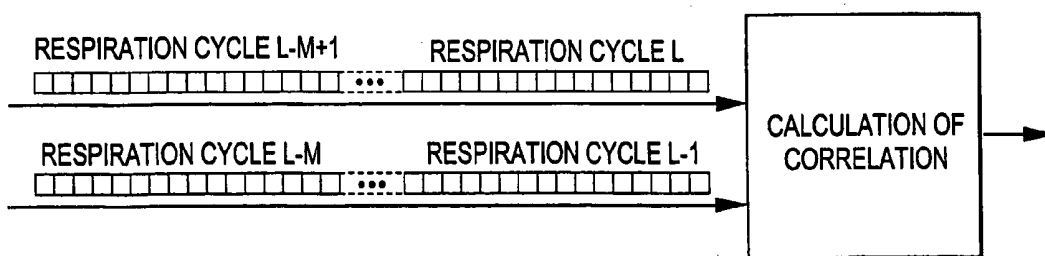 RESPIRATION CYCLE L-M+1
RESPIRATION CYCLE L
RESPIRATION CYCLE L-M
RESPIRATION CYCLE L-1
CALCULATION OF
CORRELATION